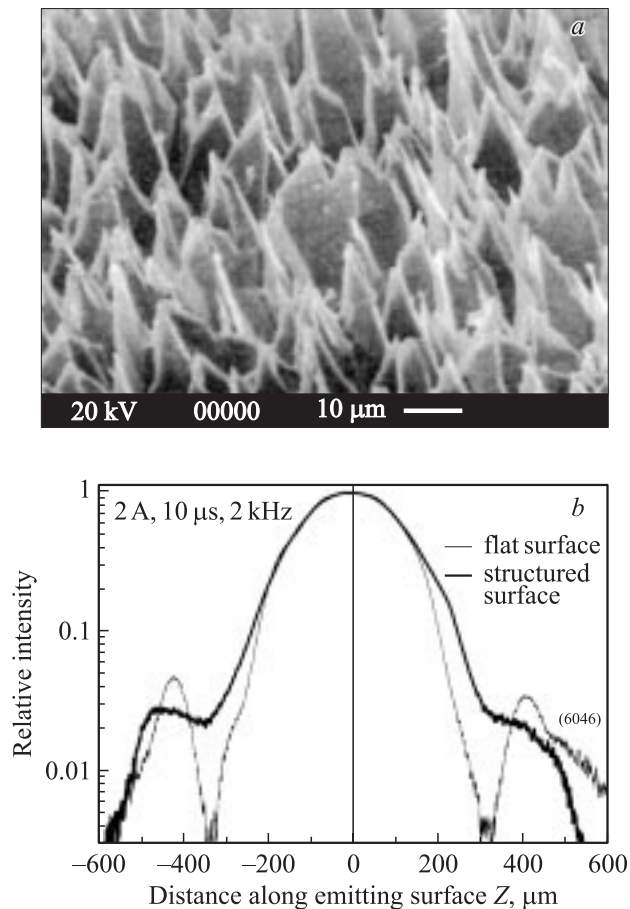 a
20 kV 00000 10 μm
b
2 A, 10 μs, 2 kHz
flat surface
structured
surface
(6046)
1
0.1
0.01
Relative intensity
–600 –400 –200 0 200 400 600
Distance along emitting surface Z, μm